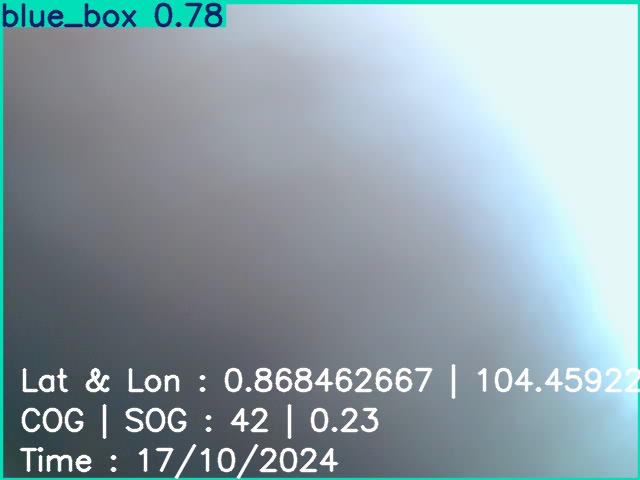 blue_box 0.78
Lat & Lon : 0.868462667 | 104.45922
COG | SOG : 42 | 0.23
Time : 17/10/2024